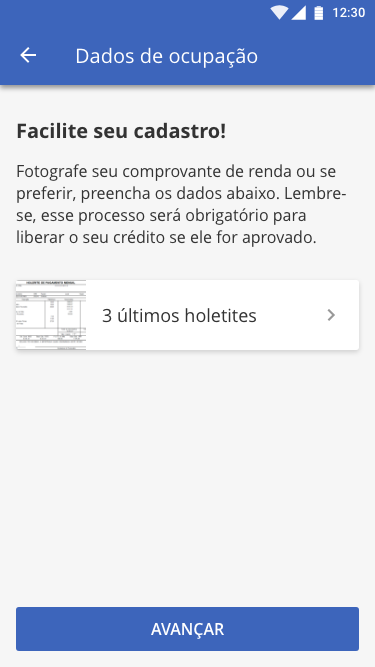 12:30
Dados de ocupação
Facilite seu cadastro!
Fotografe seu comprovante de renda ou se
preferir, preencha os dados abaixo. Lembre-
se, esse processo será obrigatório para
liberar o seu crédito se ele for aprovado.
3 últimos holetites
AVANÇAR